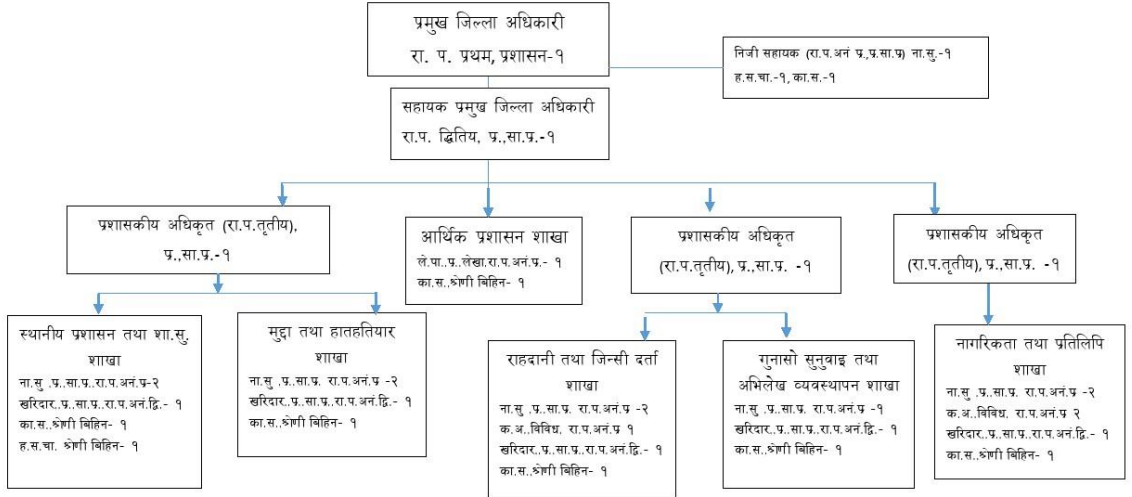 प्रमुख जिल्ला अधिकारी
रा. प. प्रथम, प्रशासन-१
निजी सहायक (रा.प.अनं प्र.,प्र.सा.प्र) ना.सु.-१
ह.स.चा.-१, का.स.-१
सहायक प्रमुख जिल्ला अधिकारी
रा.प. द्धितिय, प्र.,सा.प्र.-१
प्रशासकीय अधिकृत (रा.प.तृतीय),
प्र.,सा.प्र.-१
आर्थिक प्रशासन शाखा
ले.पा..प्र..लेखा.रा.प.अनं.प्र.- १
का.स..श्रेणी बिहिन- १
प्रशासकीय अधिकृत
(रा.प.तृतीय), प्र.,सा.प्र. -१
प्रशासकीय अधिकृत
(रा.प.तृतीय), प्र.,सा.प्र. -१
स्थानीय प्रशासन तथा शा.सु.
शाखा
ना.सु .प्र..सा.प्र..रा.प.अनं.प्र-२
खरिदार..प्र..सा.प्र..रा.प.अनं.द्वि.- १
का.स..श्रेणी बिहिन- १
ह.स.चा. श्रेणी बिहिन- १
मुद्दा तथा हातहतियार
शाखा
ना.सु .प्र..सा.प्र. रा.प.अनं.प्र -२
खरिदार..प्र..सा.प्र..रा.प.अनं.द्वि.- १
का.स..श्रेणी बिहिन- १
राहदानी तथा जिन्सी दर्ता
शाखा
ना.सु .प्र..सा.प्र. रा.प.अनं.प्र -२
क.अ..विविध. रा.प.अनं.प्र १
खरिदार..प्र..सा.प्र..रा.प.अनं.द्वि.- १
का.स..श्रेणी बिहिन- १
गुनासो सुनुवाइ तथा
अभिलेख व्यवस्थापन शाखा
ना.सु .प्र..सा.प्र. रा.प.अनं.प्र -१
खरिदार..प्र..सा.प्र..रा.प.अनं.द्वि.- १
का.स..श्रेणी बिहिन- १
नागरिकता तथा प्रतिलिपि
शाखा
ना.सु .प्र..सा.प्र. रा.प.अनं.प्र -२
क.अ..विविध. रा.प.अनं.प्र २
खरिदार..प्र..सा.प्र..रा.प.अनं.द्वि.- १
का.स..श्रेणी बिहिन- १